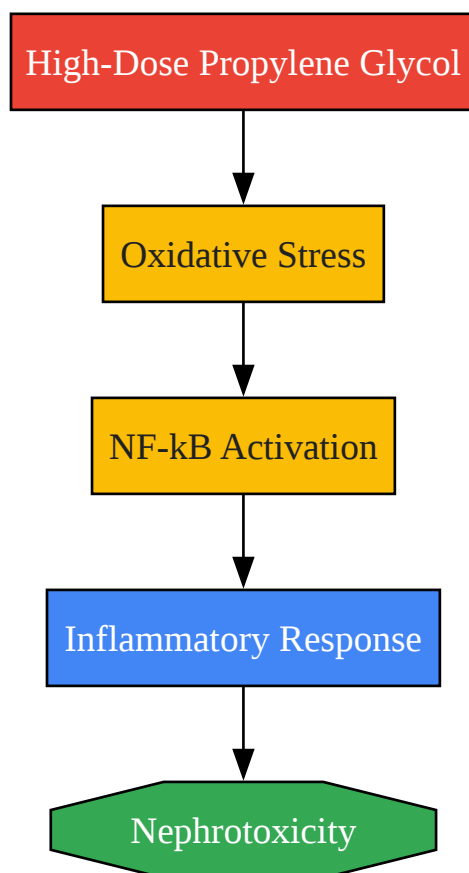 High-Dose Propylene Glycol
Oxidative Stress
NF-kB Activation
Inflammatory Response
Nephrotoxicity